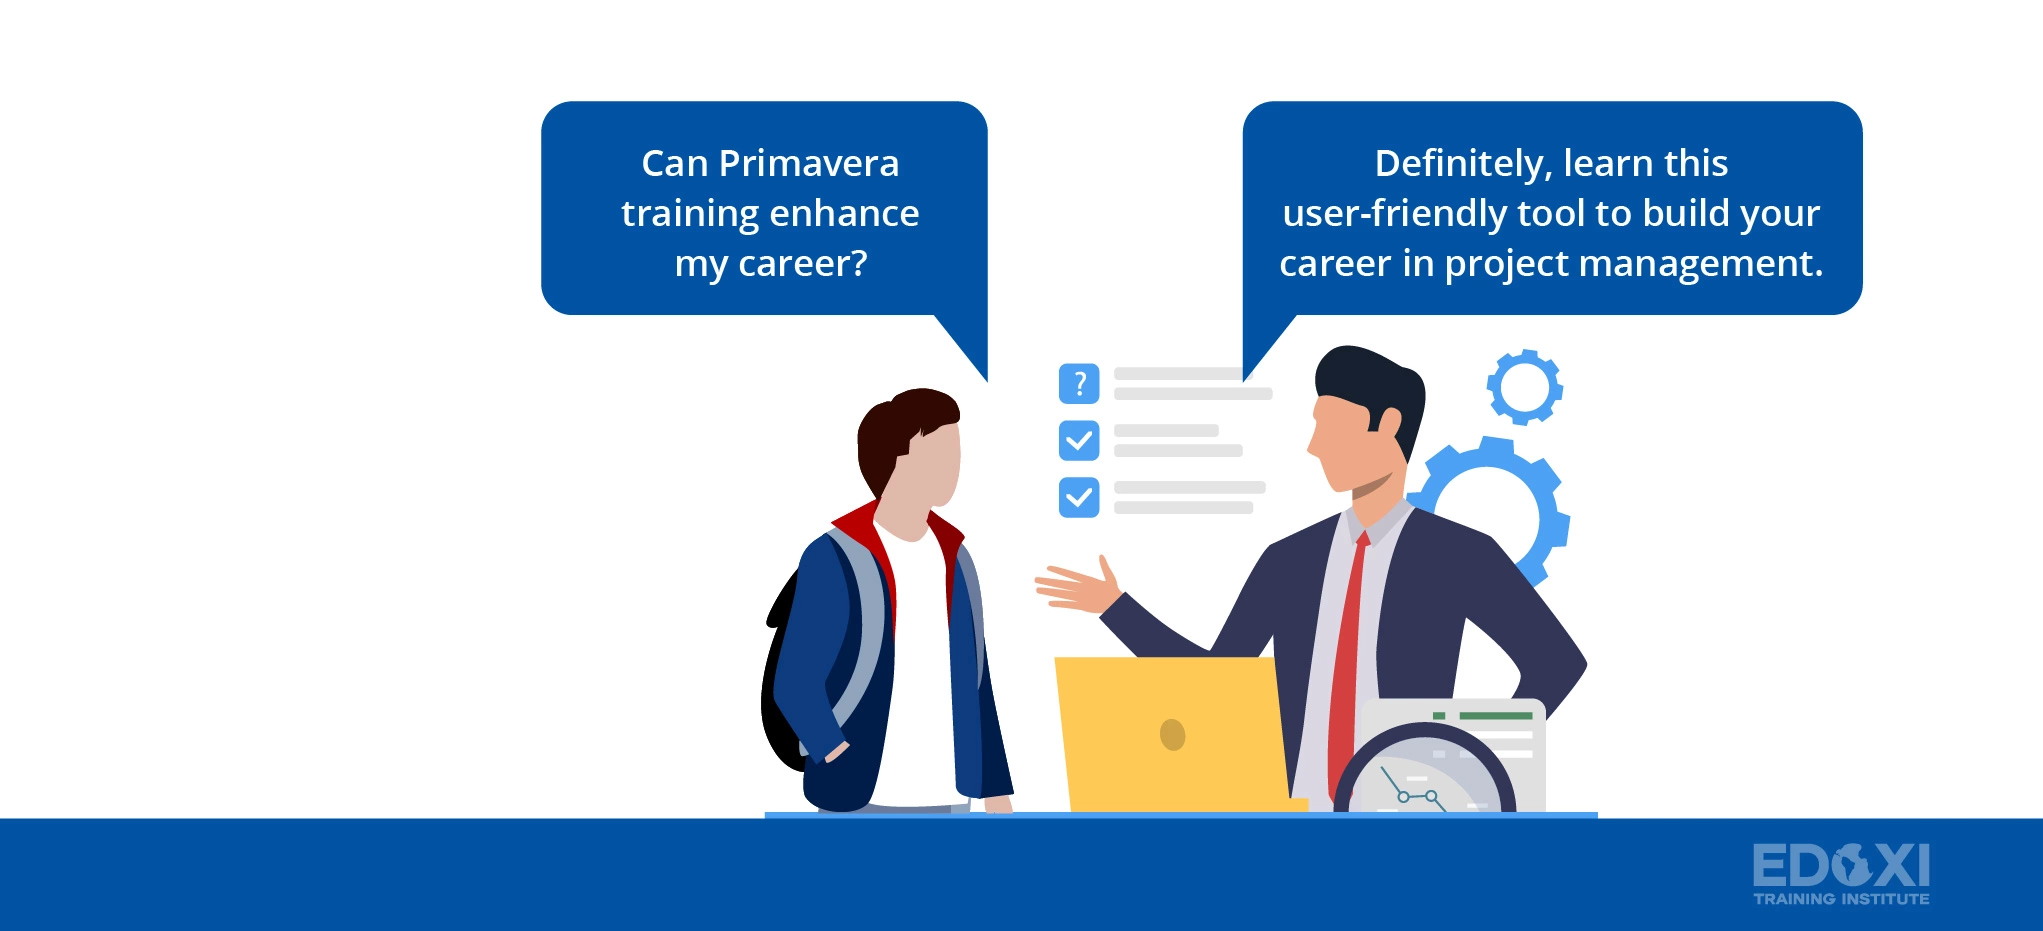 Can Primavera
training enhance
my career?
Definitely, learn this
user-friendly tool to build your
career in project management.
?
EDOXI
TRAINING INSTITUTE